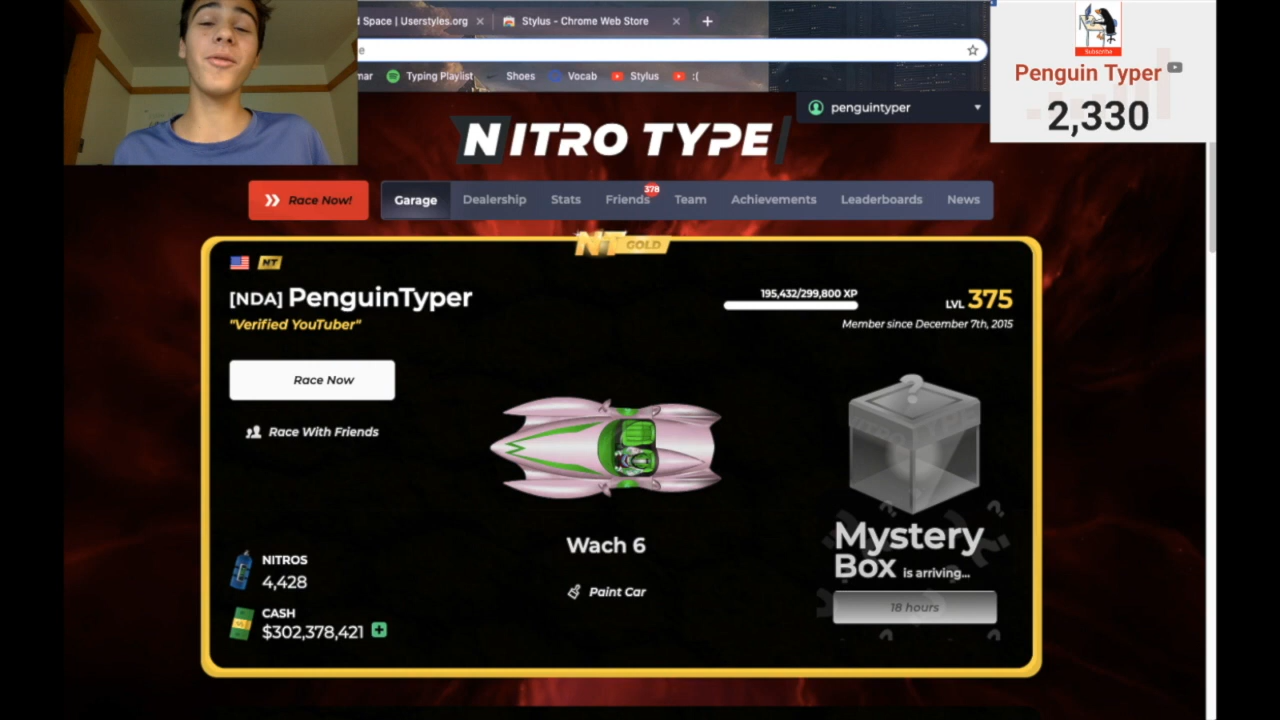 d Space | Userstyles.org
Stylus - Chrome Web Store
e
mar
Typing Playlist
Shoes
Vocab
Stylus
:(
Subscribe
Penguin Typer
2,330
penguintyper
NITRO TYPE
Race Now!
Garage
Dealership
Stats
Friends
378
Team
Achievements
Leaderboards
News
NT GOLD
NT
[NDA] PenguinTyper
"Verified YouTuber"
195,432/299,800 XP
LVL 375
Member since December 7th, 2015
Race Now
Race With Friends
Wach 6
Paint Car
NITROS
4,428
CASH
$302,378,421
?
Mystery
Box is arriving...
18 hours